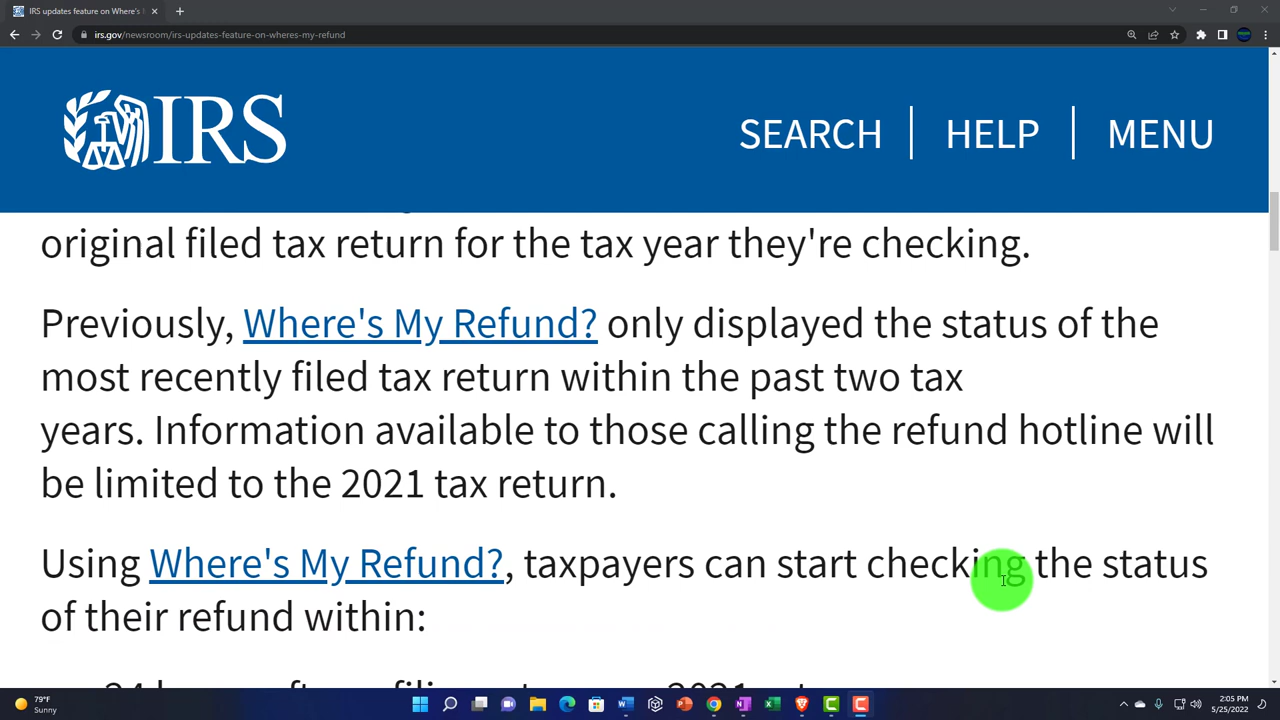 IRS updates feature on Where's
irs.gov/newsroom/irs-updates-feature-on-wheres-my-refund
IRS
SEARCH
HELP
MENU
original filed tax return for the tax year they're checking.
Previously, Where's My Refund? only displayed the status of the
most recently filed tax return within the past two tax
years. Information available to those calling the refund hotline will
be limited to the 2021 tax return.
Using Where's My Refund?, taxpayers can start checking the status
of their refund within:
79°F
Sunny
2:05 PM
5/25/2022